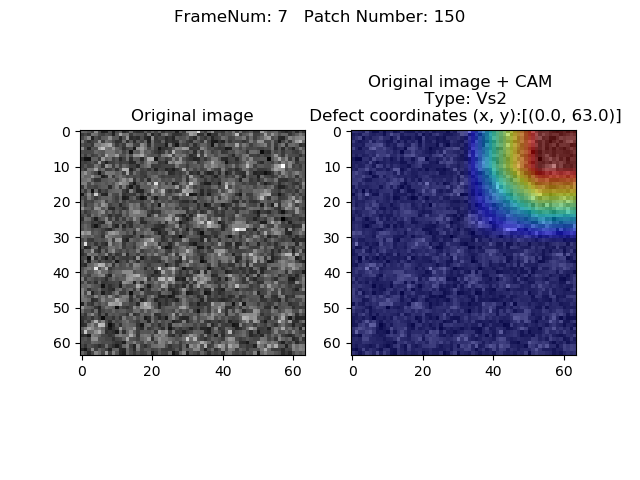 FrameNum: 7   Patch Number: 150
Original image
Original image + CAM
Type: Vs2
Defect coordinates (x, y):[(0.0, 63.0)]
0
10
20
30
40
50
60
0 20 40 60
0
10
20
30
40
50
60
0 20 40 60